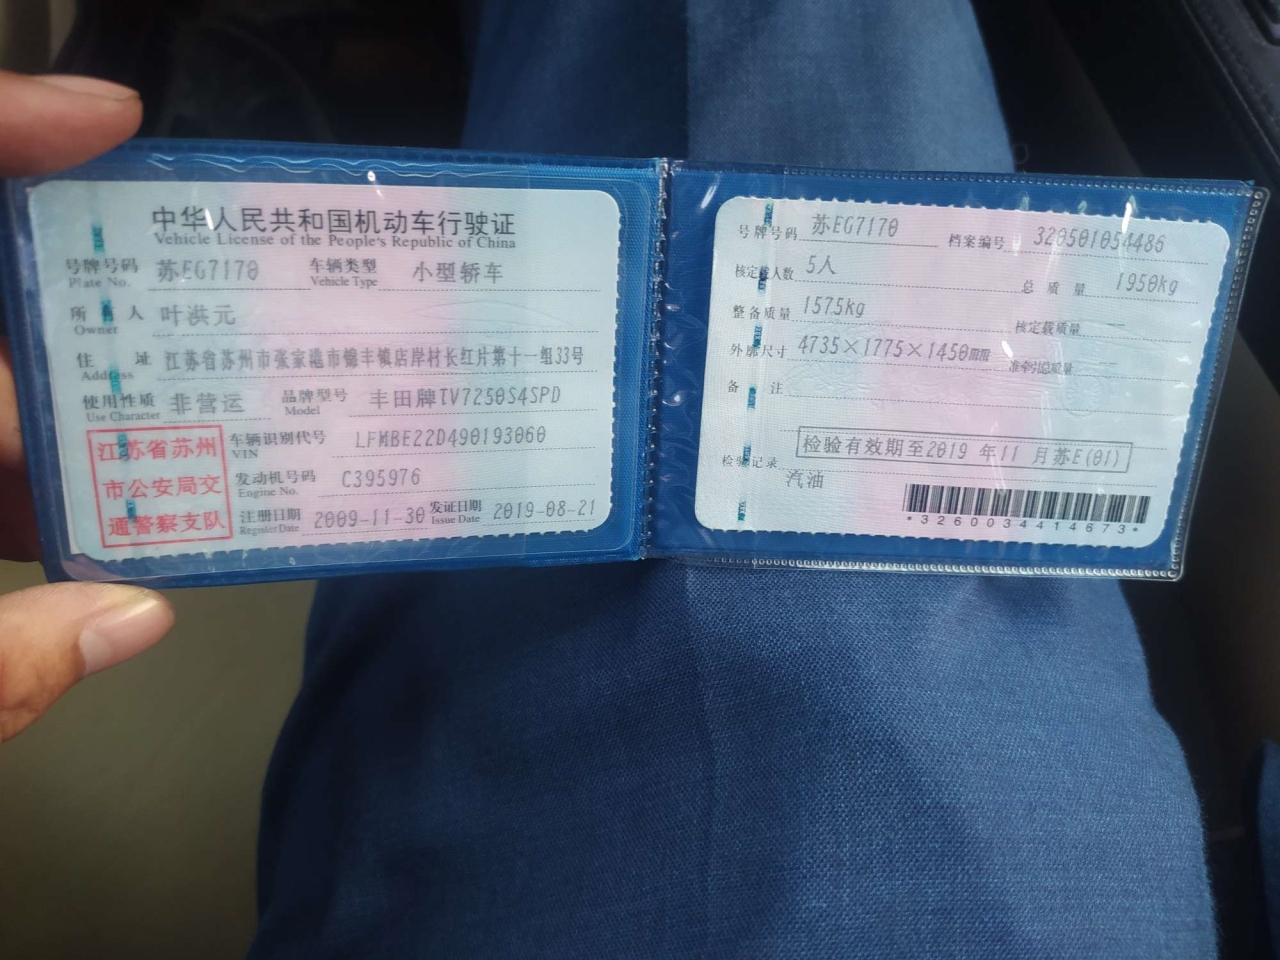 中华人民共和国机动车行驶证
Vehicle License of the People's Republic of China
号牌号码 苏EG7170 车辆类型 小型轿车
Plate No. Vehicle Type
所有人 叶洪元
Owner
住址 江苏省苏州市张家港市锦丰镇店岸村长红片第十一组33号
Address
使用性质 非营运 品牌型号 丰田牌TV7250S4SPD
Use Character Model
江苏省苏州
市公安局交
通警察支队
车辆识别代号 LFMBE22D490193060
VIN
发动机号码 C395976
Engine No.
注册日期 2009-11-30 发证日期 2019-08-21
Register Date Issue Date
号牌号码 苏EG7170 档案编号 320501054486
核定载人数 5人 总质量 1950kg
整备质量 1575kg 核定载质量 —
外廓尺寸 4735×1775×1450mm 准牵引总质量 —
备注
检验有效期至2019 年11 月苏E(01)
检验记录
汽油
*3260034414673*